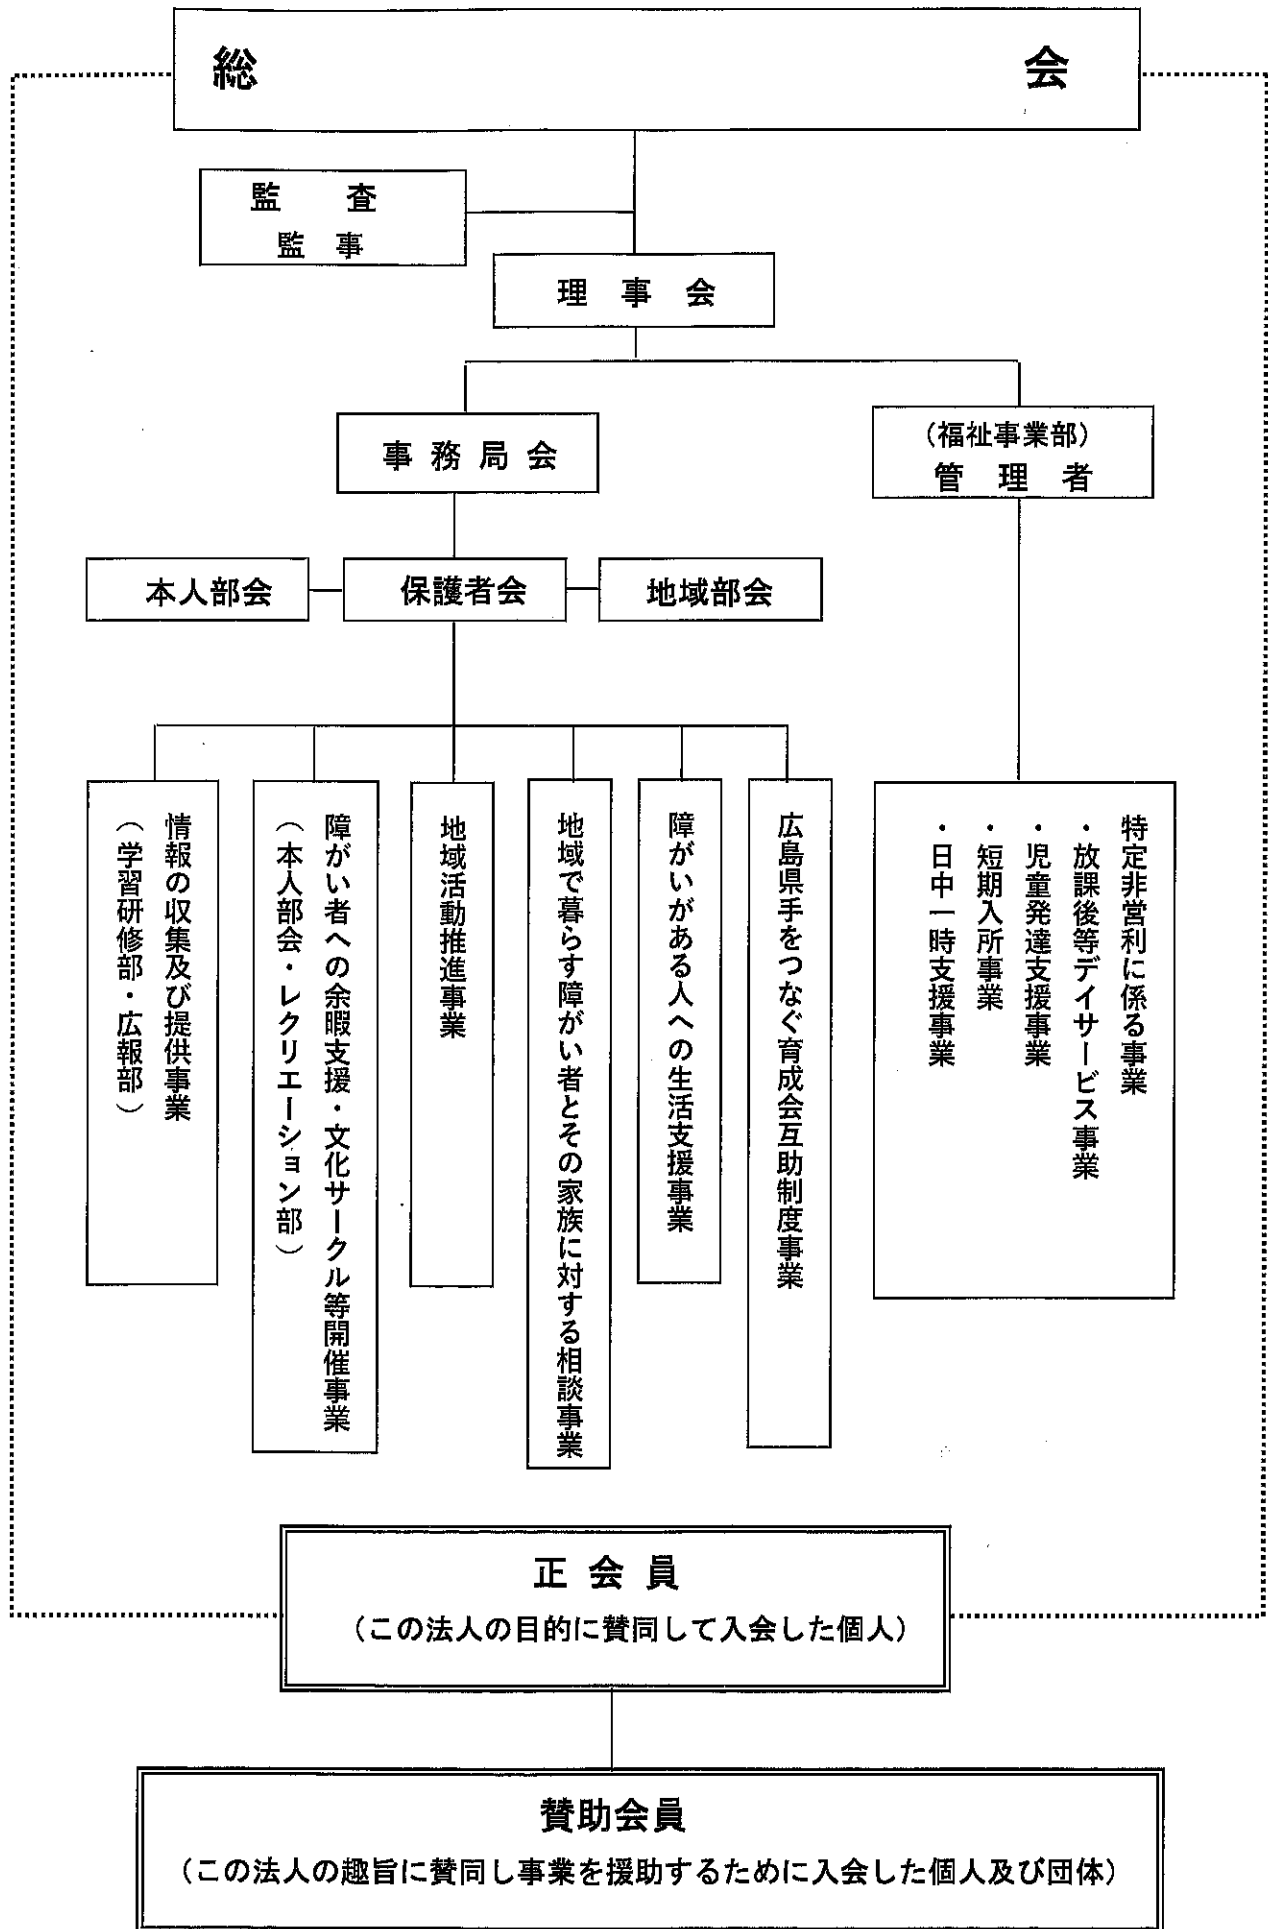 総 会
監 査
監 事
理 事 会
事 務 局 会
（福祉事業部）
管 理 者
本人部会
保護者会
地域部会
情報の収集及び提供事業
（学習研修部・広報部）
障がい者への余暇支援・文化サークル等開催事業
（本人部会・レクリエーション部）
地域活動推進事業
地域で暮らす障がい者とその家族に対する相談事業
障がいがある人への生活支援事業
広島県手をつなぐ育成会互助制度事業
特定非営利に係る事業
・放課後等デイサービス事業
・児童発達支援事業
・短期入所事業
・日中一時支援事業
正 会 員
（この法人の目的に賛同して入会した個人）
賛助会員
（この法人の趣旨に賛同し事業を援助するために入会した個人及び団体）